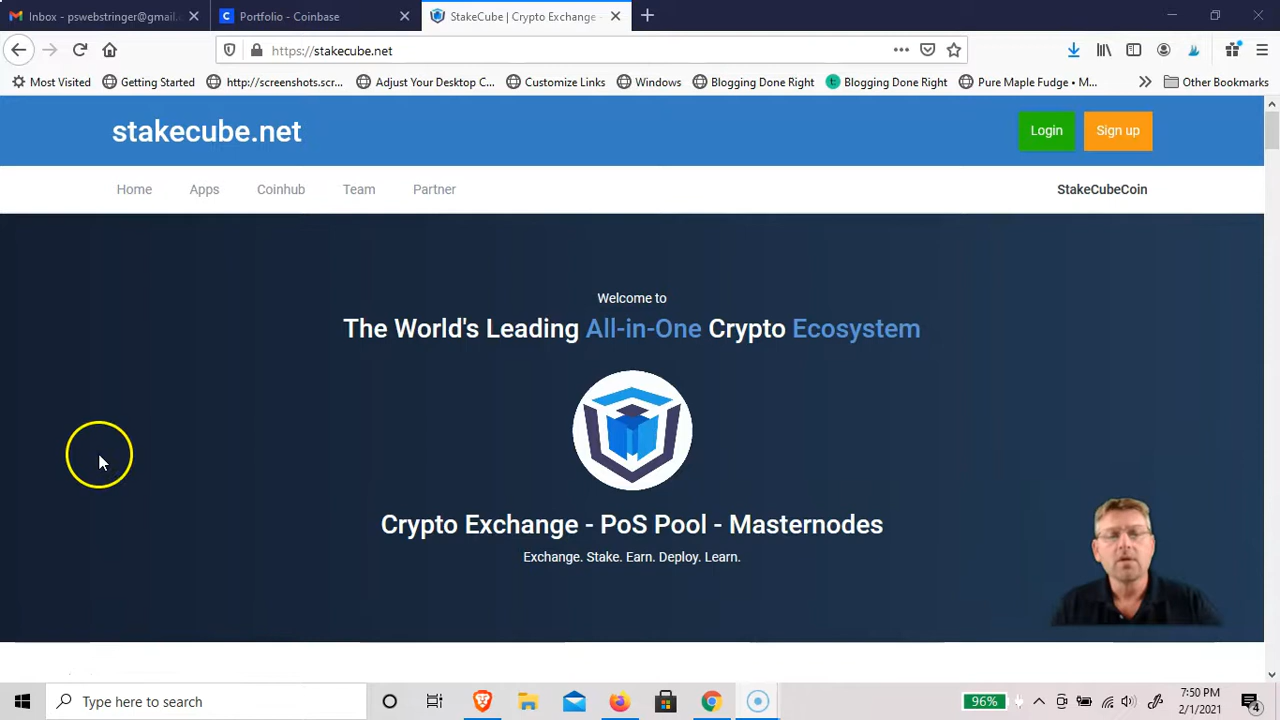 Inbox - pswebstringer@gmail.
Portfolio - Coinbase
StakeCube | Crypto Exchange -
https://stakecube.net
Most Visited
Getting Started
http://screenshots.scr...
Adjust Your Desktop C...
Customize Links
Windows
Blogging Done Right
Blogging Done Right
Pure Maple Fudge • M...
Other Bookmarks
stakecube.net
Login
Sign up
Home
Apps
Coinhub
Team
Partner
StakeCubeCoin
Welcome to
The World's Leading All-in-One Crypto Ecosystem
Crypto Exchange - PoS Pool - Masternodes
Exchange. Stake. Earn. Deploy. Learn.
Type here to search
96%
7:50 PM
2/1/2021
4